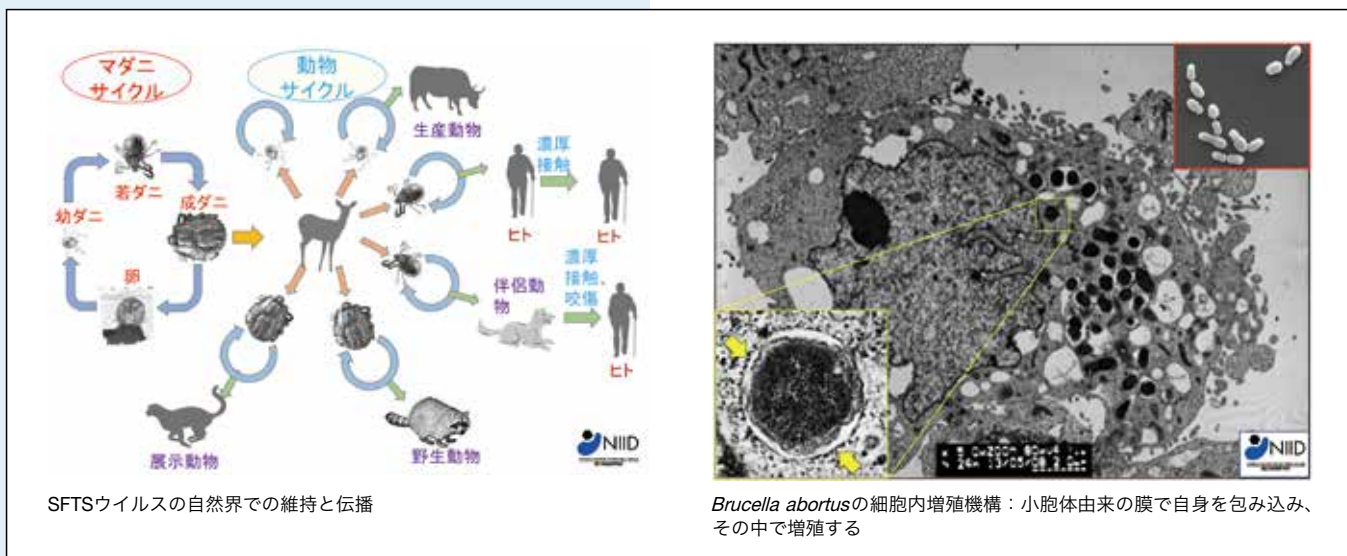 マダニ
サイクル
動物
サイクル
生産動物
若ダニ
幼ダニ
成ダニ
卵
濃厚
接触
ヒト
ヒト
伴侶動
物
濃厚
接触、
咬傷
ヒト
展示動物
野生動物
NIID
SFTSウイルスの自然界での維持と伝播
NIID
Brucella abortusの細胞内増殖機構：小胞体由来の膜で自身を包み込み、
その中で増殖する